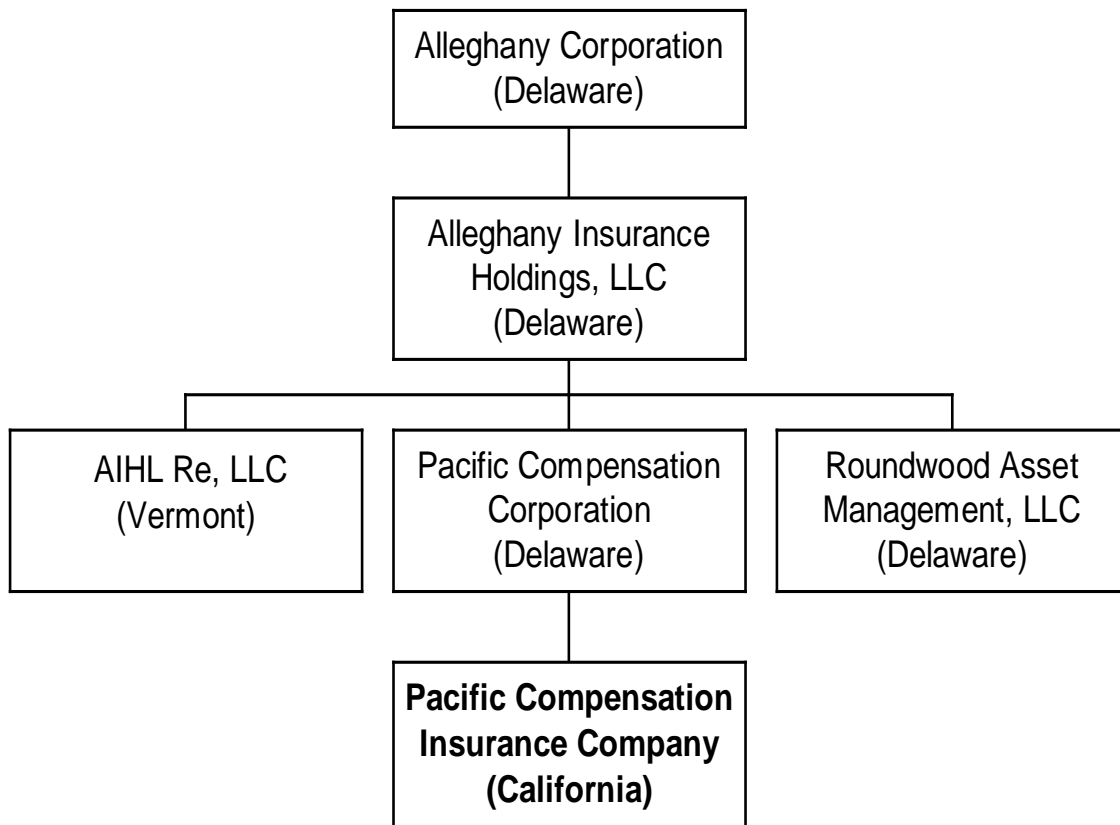 Alleghany Corporation
(Delaware)
Alleghany Insurance
Holdings, LLC
(Delaware)
AIHL Re, LLC
(Vermont)
Pacific Compensation
Corporation
(Delaware)
Roundwood Asset
Management, LLC
(Delaware)
Pacific Compensation
Insurance Company
(California)